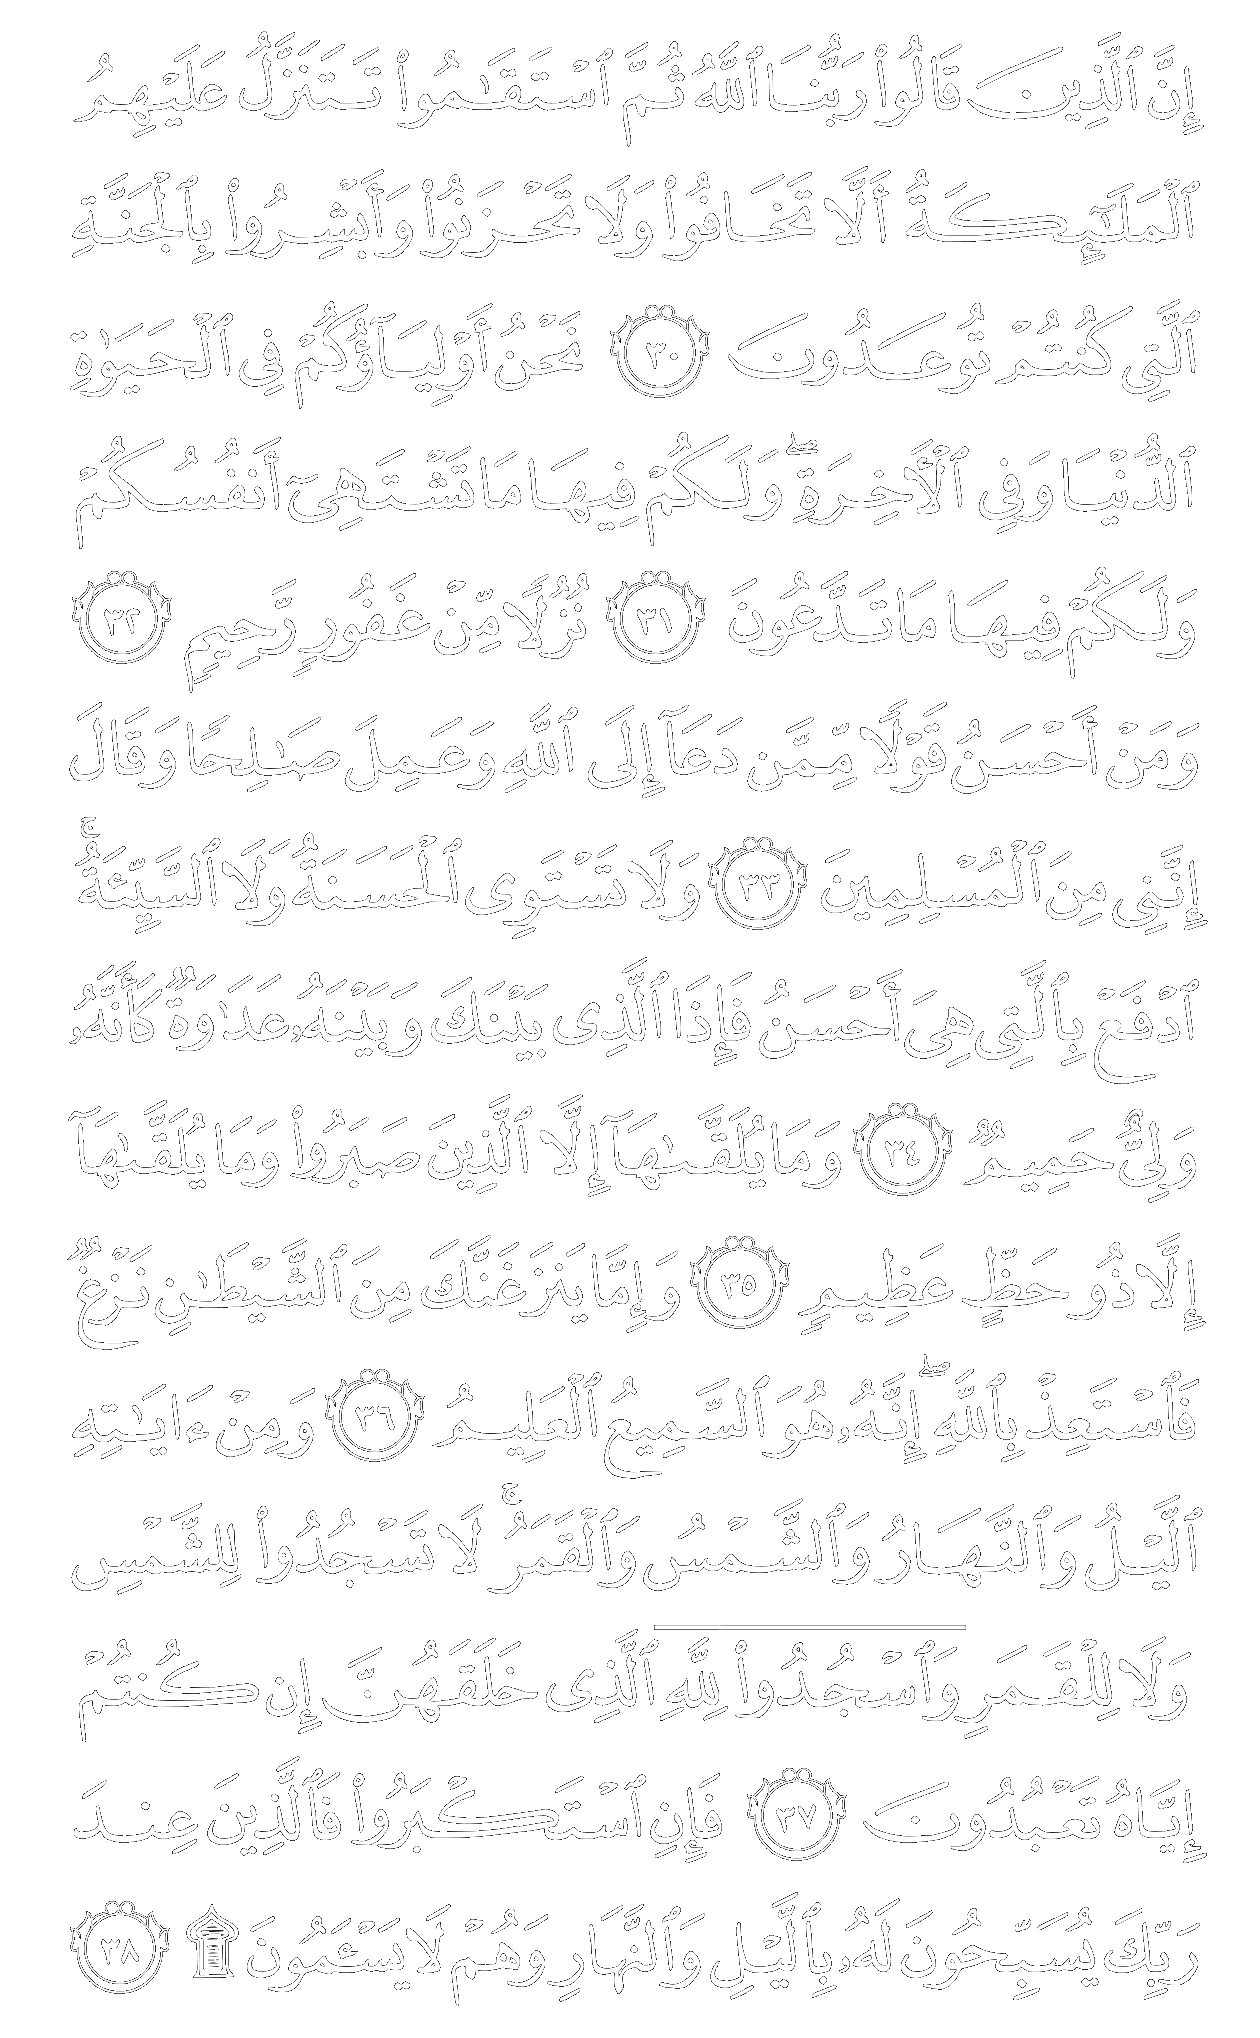 إِنَّ ٱلَّذِينَ قَالُوا۟ رَبُّنَا ٱللَّهُ ثُمَّ ٱسْتَقَـٰمُوا۟ تَتَنَزَّلُ عَلَيْهِمُ
ٱلْمَلَـٰٓئِكَةُ أَلَّا تَخَافُوا۟ وَلَا تَحْزَنُوا۟ وَأَبْشِرُوا۟ بِٱلْجَنَّةِ
ٱلَّتِى كُنتُمْ تُوعَدُونَ ٣٠ نَحْنُ أَوْلِيَآؤُكُمْ فِى ٱلْحَيَوٰةِ
ٱلدُّنْيَا وَفِى ٱلْـَٔاخِرَةِ ۖ وَلَكُمْ فِيهَا مَا تَشْتَهِىٓ أَنفُسُكُمْ
وَلَكُمْ فِيهَا مَا تَدَّعُونَ ٣١ نُزُلًا مِّنْ غَفُورٍ رَّحِيمٍ ٣٢
وَمَنْ أَحْسَنُ قَوْلًا مِّمَّن دَعَآ إِلَى ٱللَّهِ وَعَمِلَ صَـٰلِحًا وَقَالَ
إِنَّنِى مِنَ ٱلْمُسْلِمِينَ ٣٣ وَلَا تَسْتَوِى ٱلْحَسَنَةُ وَلَا ٱلسَّيِّئَةُ ۚ
ٱدْفَعْ بِٱلَّتِى هِىَ أَحْسَنُ فَإِذَا ٱلَّذِى بَيْنَكَ وَبَيْنَهُۥ عَدَٰوَةٌ كَأَنَّهُۥ
وَلِىٌّ حَمِيمٌ ٣٤ وَمَا يُلَقَّىٰهَآ إِلَّا ٱلَّذِينَ صَبَرُوا۟ وَمَا يُلَقَّىٰهَآ
إِلَّا ذُو حَظٍّ عَظِيمٍ ٣٥ وَإِمَّا يَنزَغَنَّكَ مِنَ ٱلشَّيْطَـٰنِ نَزْغٌ
فَٱسْتَعِذْ بِٱللَّهِ ۖ إِنَّهُۥ هُوَ ٱلسَّمِيعُ ٱلْعَلِيمُ ٣٦ وَمِنْ ءَايَـٰتِهِ
ٱلَّيْلُ وَٱلنَّهَارُ وَٱلشَّمْسُ وَٱلْقَمَرُ ۚ لَا تَسْجُدُوا۟ لِلشَّمْسِ
وَلَا لِلْقَمَرِ وَٱسْجُدُوا۟ لِلَّهِ ٱلَّذِى خَلَقَهُنَّ إِن كُنتُمْ
إِيَّاهُ تَعْبُدُونَ ٣٧ فَإِنِ ٱسْتَكْبَرُوا۟ فَٱلَّذِينَ عِندَ
رَبِّكَ يُسَبِّحُونَ لَهُۥ بِٱلَّيْلِ وَٱلنَّهَارِ وَهُمْ لَا يَسْـَٔمُونَ ۩ ٣٨